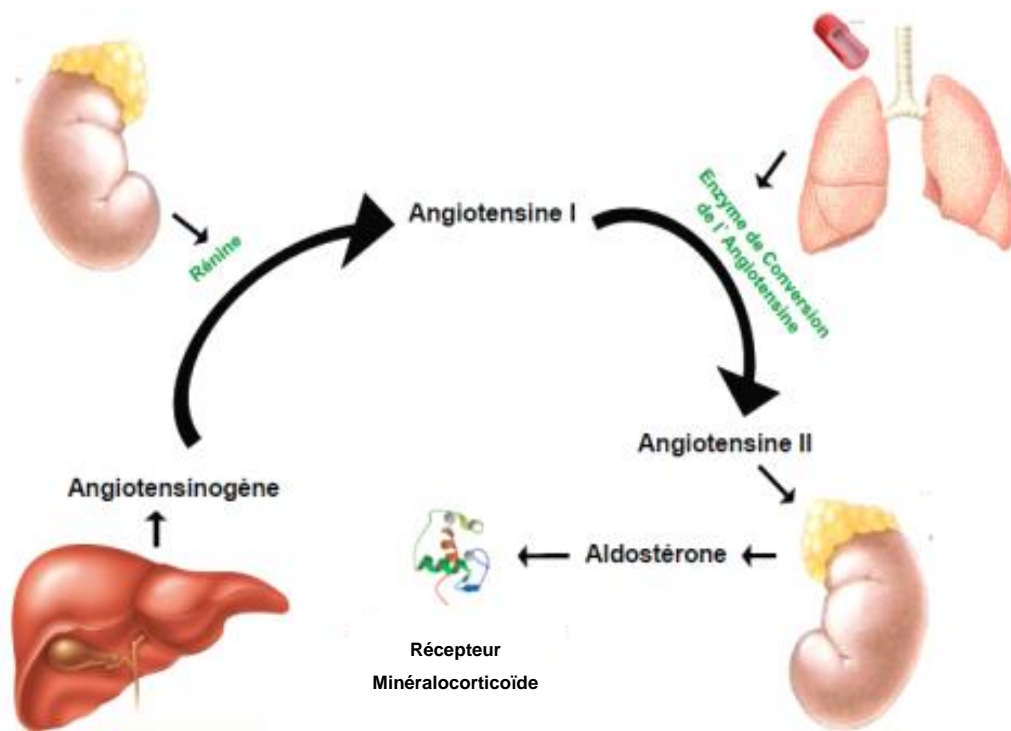 Angiotensine I
Rénine
Enzyme de Conversion
de l' Angiotensine
Angiotensine II
Angiotensinogène
Aldostérone
Récepteur
Minéralocorticoïde